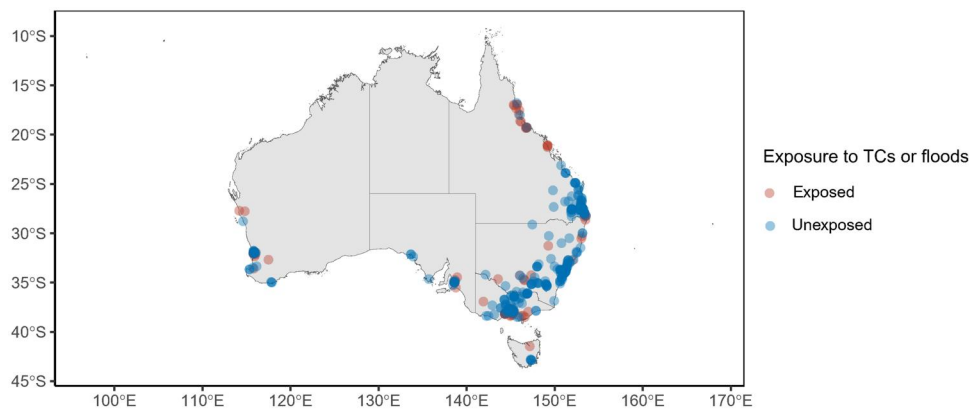 10°S
15°S
20°S
25°S
30°S
35°S
40°S
45°S
100°E 110°E 120°E 130°E 140°E 150°E 160°E 170°E
Exposure to TCs or floods
Exposed
Unexposed